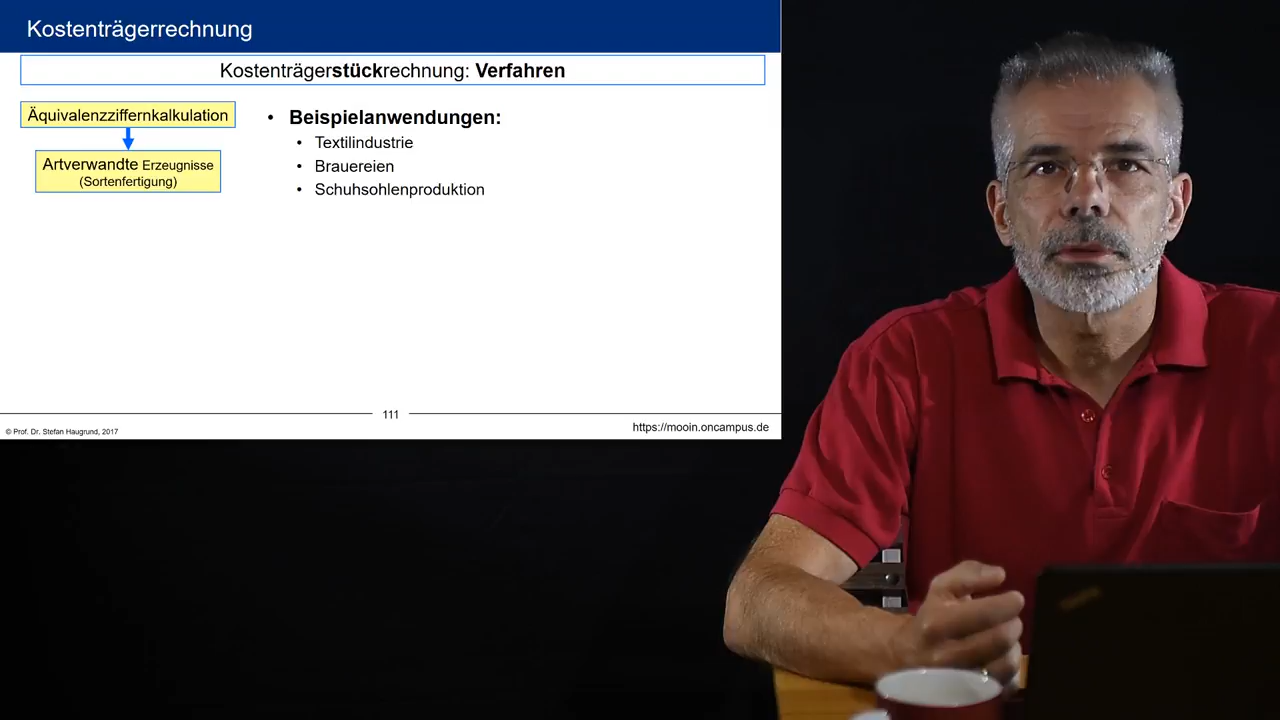 Kostenträgerrechnung
Kostenträgerstückrechnung: Verfahren
Äquivalenzziffernkalkulation
Artverwandte Erzeugnisse
(Sortenfertigung)
• Beispielanwendungen:
• Textilindustrie
• Brauereien
• Schuhsohlenproduktion
111
© Prof. Dr. Stefan Haugrund, 2017
https://mooin.oncampus.de